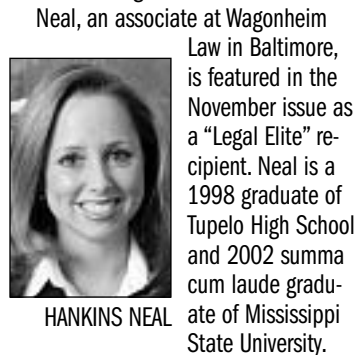 Neal, an associate at Wagonheim
Law in Baltimore,
is featured in the
November issue as
a “Legal Elite” re-
cipient. Neal is a
1998 graduate of
Tupelo High School
and 2002 summa
cum laude gradu-
ate of Mississippi
State University.
HANKINS NEAL